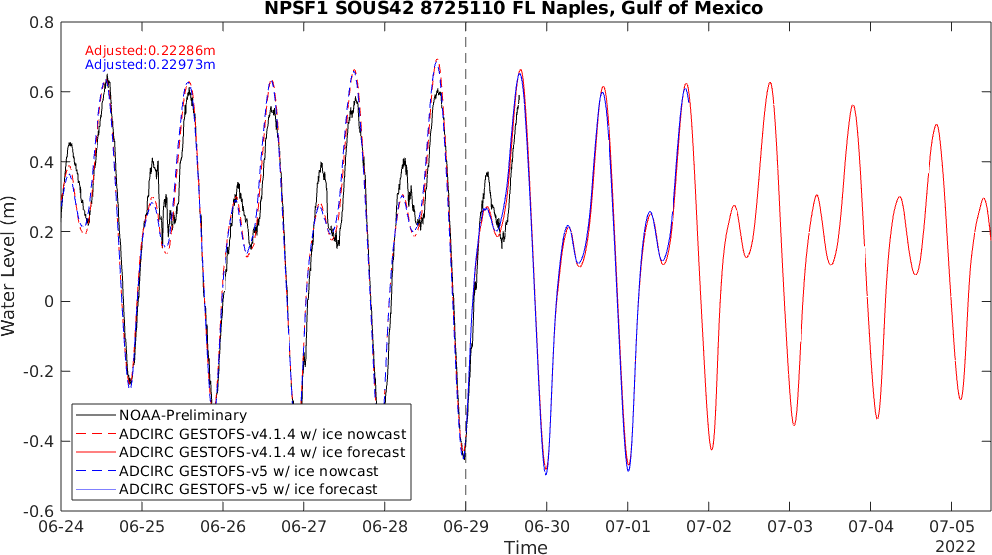 NPSF1 SOUS42 8725110 FL Naples, Gulf of Mexico
Adjusted:0.22286m
Adjusted:0.22973m
Water Level (m)
0.8
0.6
0.4
0.2
0
-0.2
-0.4
-0.6
NOAA-Preliminary
ADCIRC GESTOFS-v4.1.4 w/ ice nowcast
ADCIRC GESTOFS-v4.1.4 w/ ice forecast
ADCIRC GESTOFS-v5 w/ ice nowcast
ADCIRC GESTOFS-v5 w/ ice forecast
06-24 06-25 06-26 06-27 06-28 06-29 06-30 07-01 07-02 07-03 07-04 07-05
Time
2022